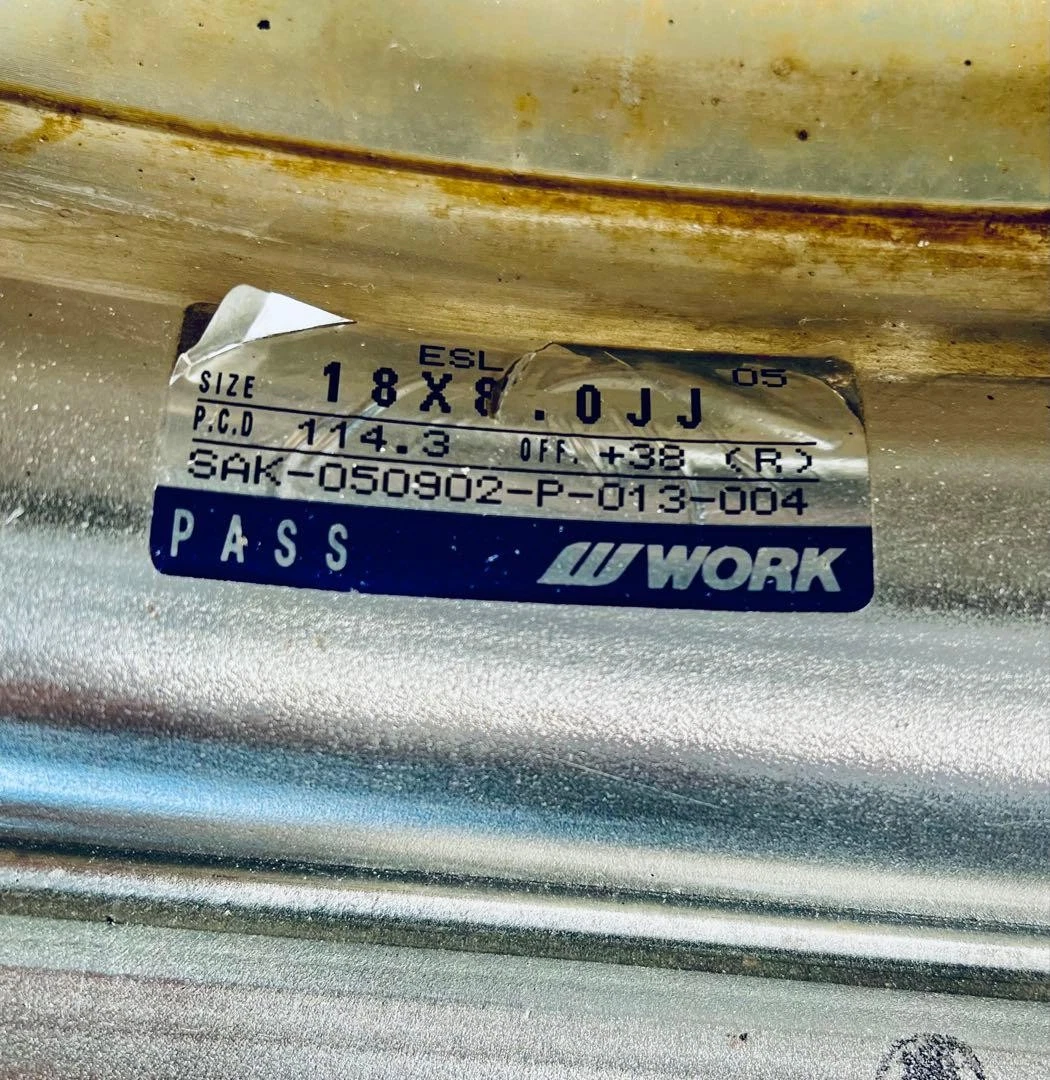 ESL 05
SIZE 18X8.0JJ
P.C.D 114.3 OFF. +38 (R)
SAK-050902-P-013-004
PASS WORK